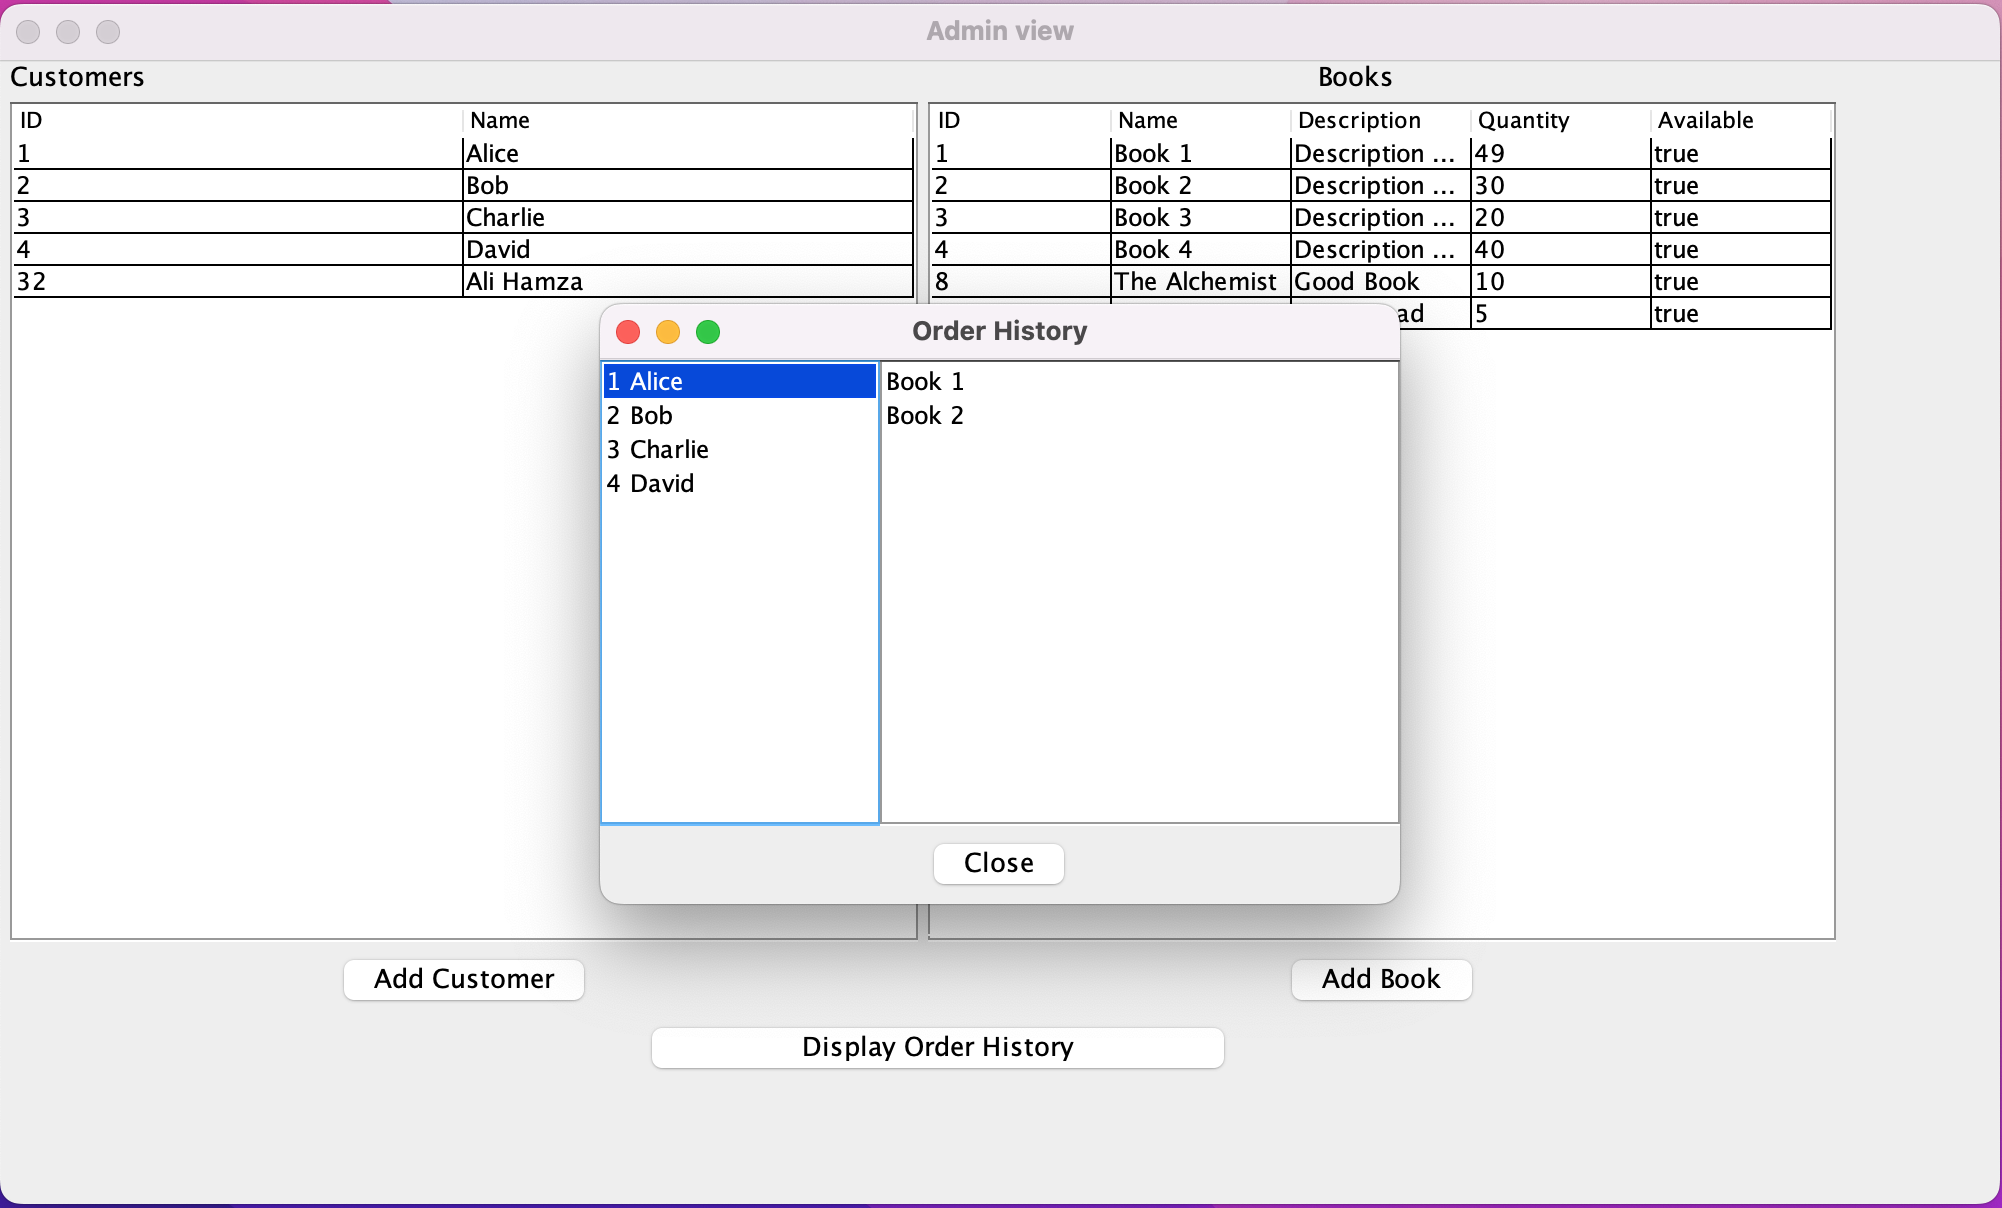 Admin view
Customers
Books
ID Name
1 Alice
2 Bob
3 Charlie
4 David
32 Ali Hamza
ID Name Description Quantity Available
1 Book 1 Description ... 49 true
2 Book 2 Description ... 30 true
3 Book 3 Description ... 20 true
4 Book 4 Description ... 40 true
8 The Alchemist Good Book 10 true
ad 5 true
Order History
1 Alice
2 Bob
3 Charlie
4 David
Book 1
Book 2
Close
Add Customer
Add Book
Display Order History